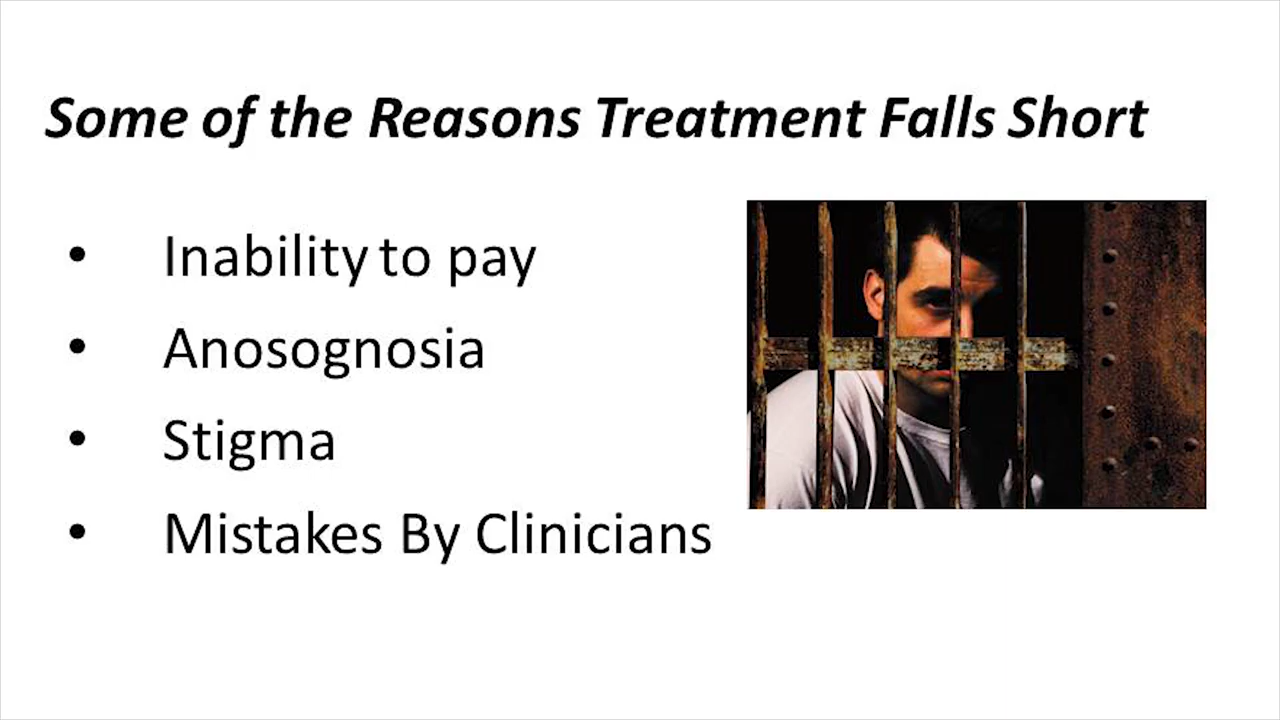 Some of the Reasons Treatment Falls Short
• Inability to pay
• Anosognosia
• Stigma
• Mistakes By Clinicians